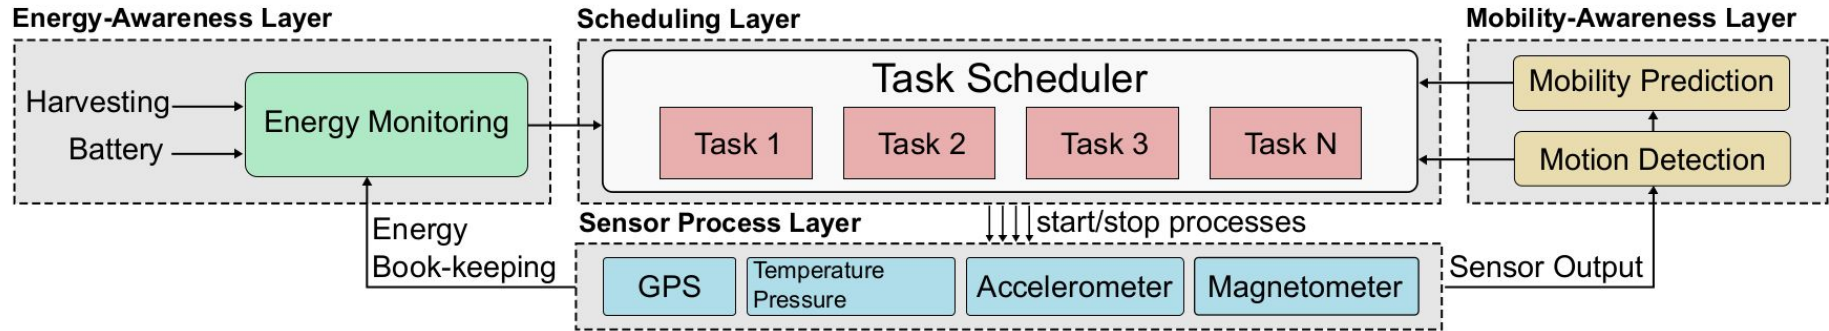 Energy-Awareness Layer
Harvesting
Battery
Energy Monitoring
Energy
Book-keeping
Scheduling Layer
Task Scheduler
Task 1
Task 2
Task 3
Task N
start/stop processes
Sensor Process Layer
GPS
Temperature
Pressure
Accelerometer
Magnetometer
Mobility-Awareness Layer
Mobility Prediction
Motion Detection
Sensor Output